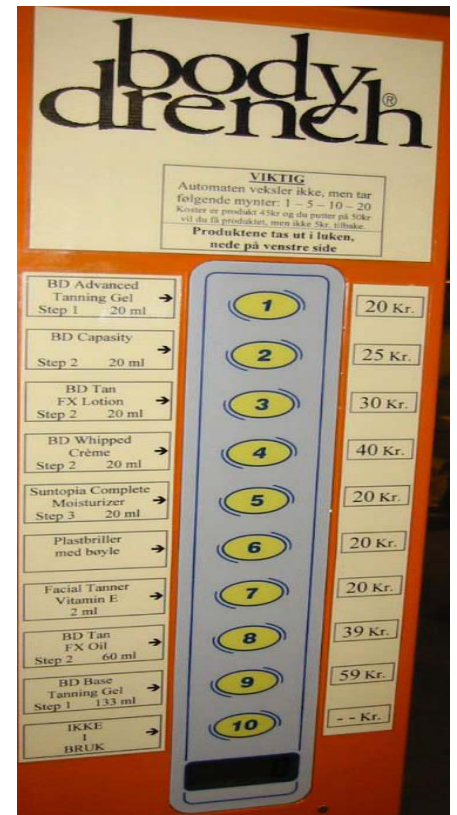 body
drench®
VIKTIG
Automaten veksler ikke, men tar
følgende mynter: 1 – 5 – 10 – 20
Koster er produkt 45kr og du putter på 50kr
vil du få produktet, men ikke 5kr. tilbake.
Produktene tas ut i luken,
nede på venstre side
BD Advanced
Tanning Gel
Step 1 20 ml
1
20 Kr.
BD Capasity
Step 2 20 ml
2
25 Kr.
BD Tan
FX Lotion
Step 2 20 ml
3
30 Kr.
BD Whipped
Crème
Step 2 20 ml
4
40 Kr.
Suntopia Complete
Moisturizer
Step 3 20 ml
5
20 Kr.
Plastbriller
med bøyle
6
20 Kr.
Facial Tanner
Vitamin E
2 ml
7
20 Kr.
BD Tan
FX Oil
Step 2 60 ml
8
39 Kr.
BD Base
Tanning Gel
Step 1 133 ml
9
59 Kr.
IKKE
I
BRUK
10
- - Kr.
0